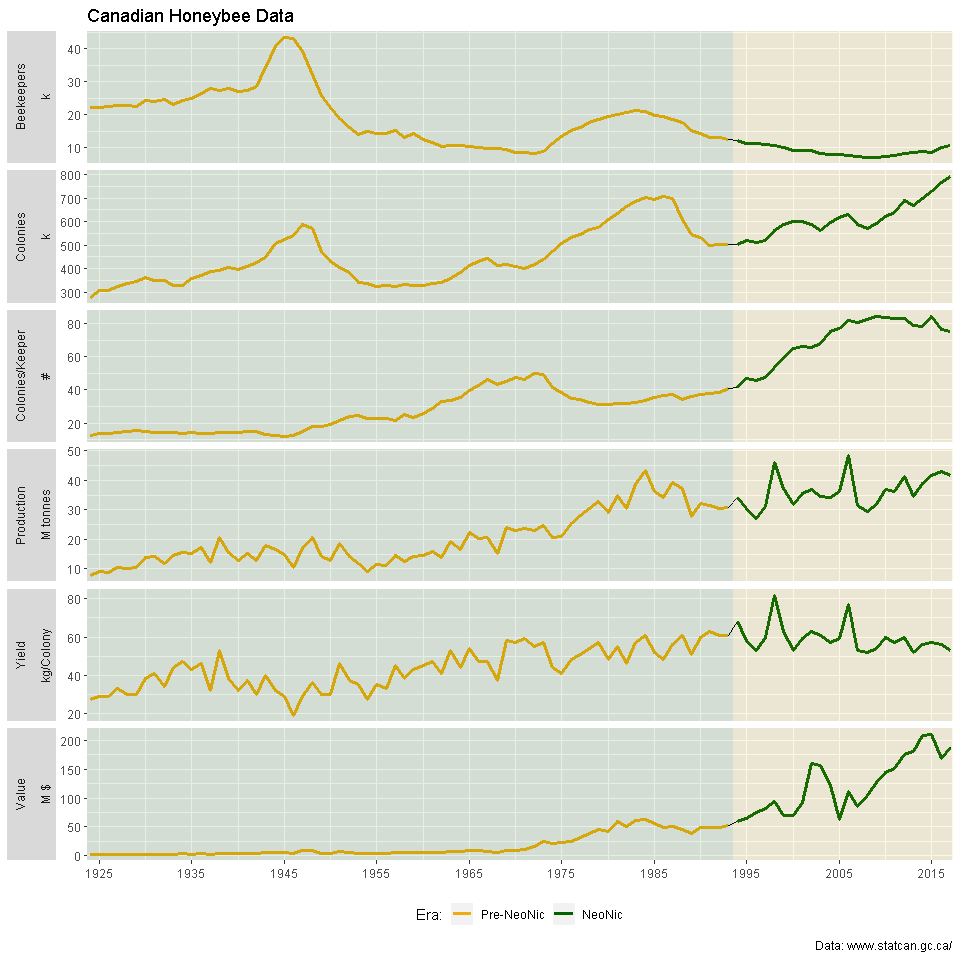 Canadian Honeybee Data
Beekeepers
k
40
30
20
10
Colonies
k
800
700
600
500
400
300
Colonies/Keeper
#
80
60
40
20
Production
M tonnes
50
40
30
20
10
Yield
kg/Colony
80
60
40
20
Value
M $
200
150
100
50
0
1925 1935 1945 1955 1965 1975 1985 1995 2005 2015
Era: Pre-NeoNic NeoNic
Data: www.statcan.gc.ca/